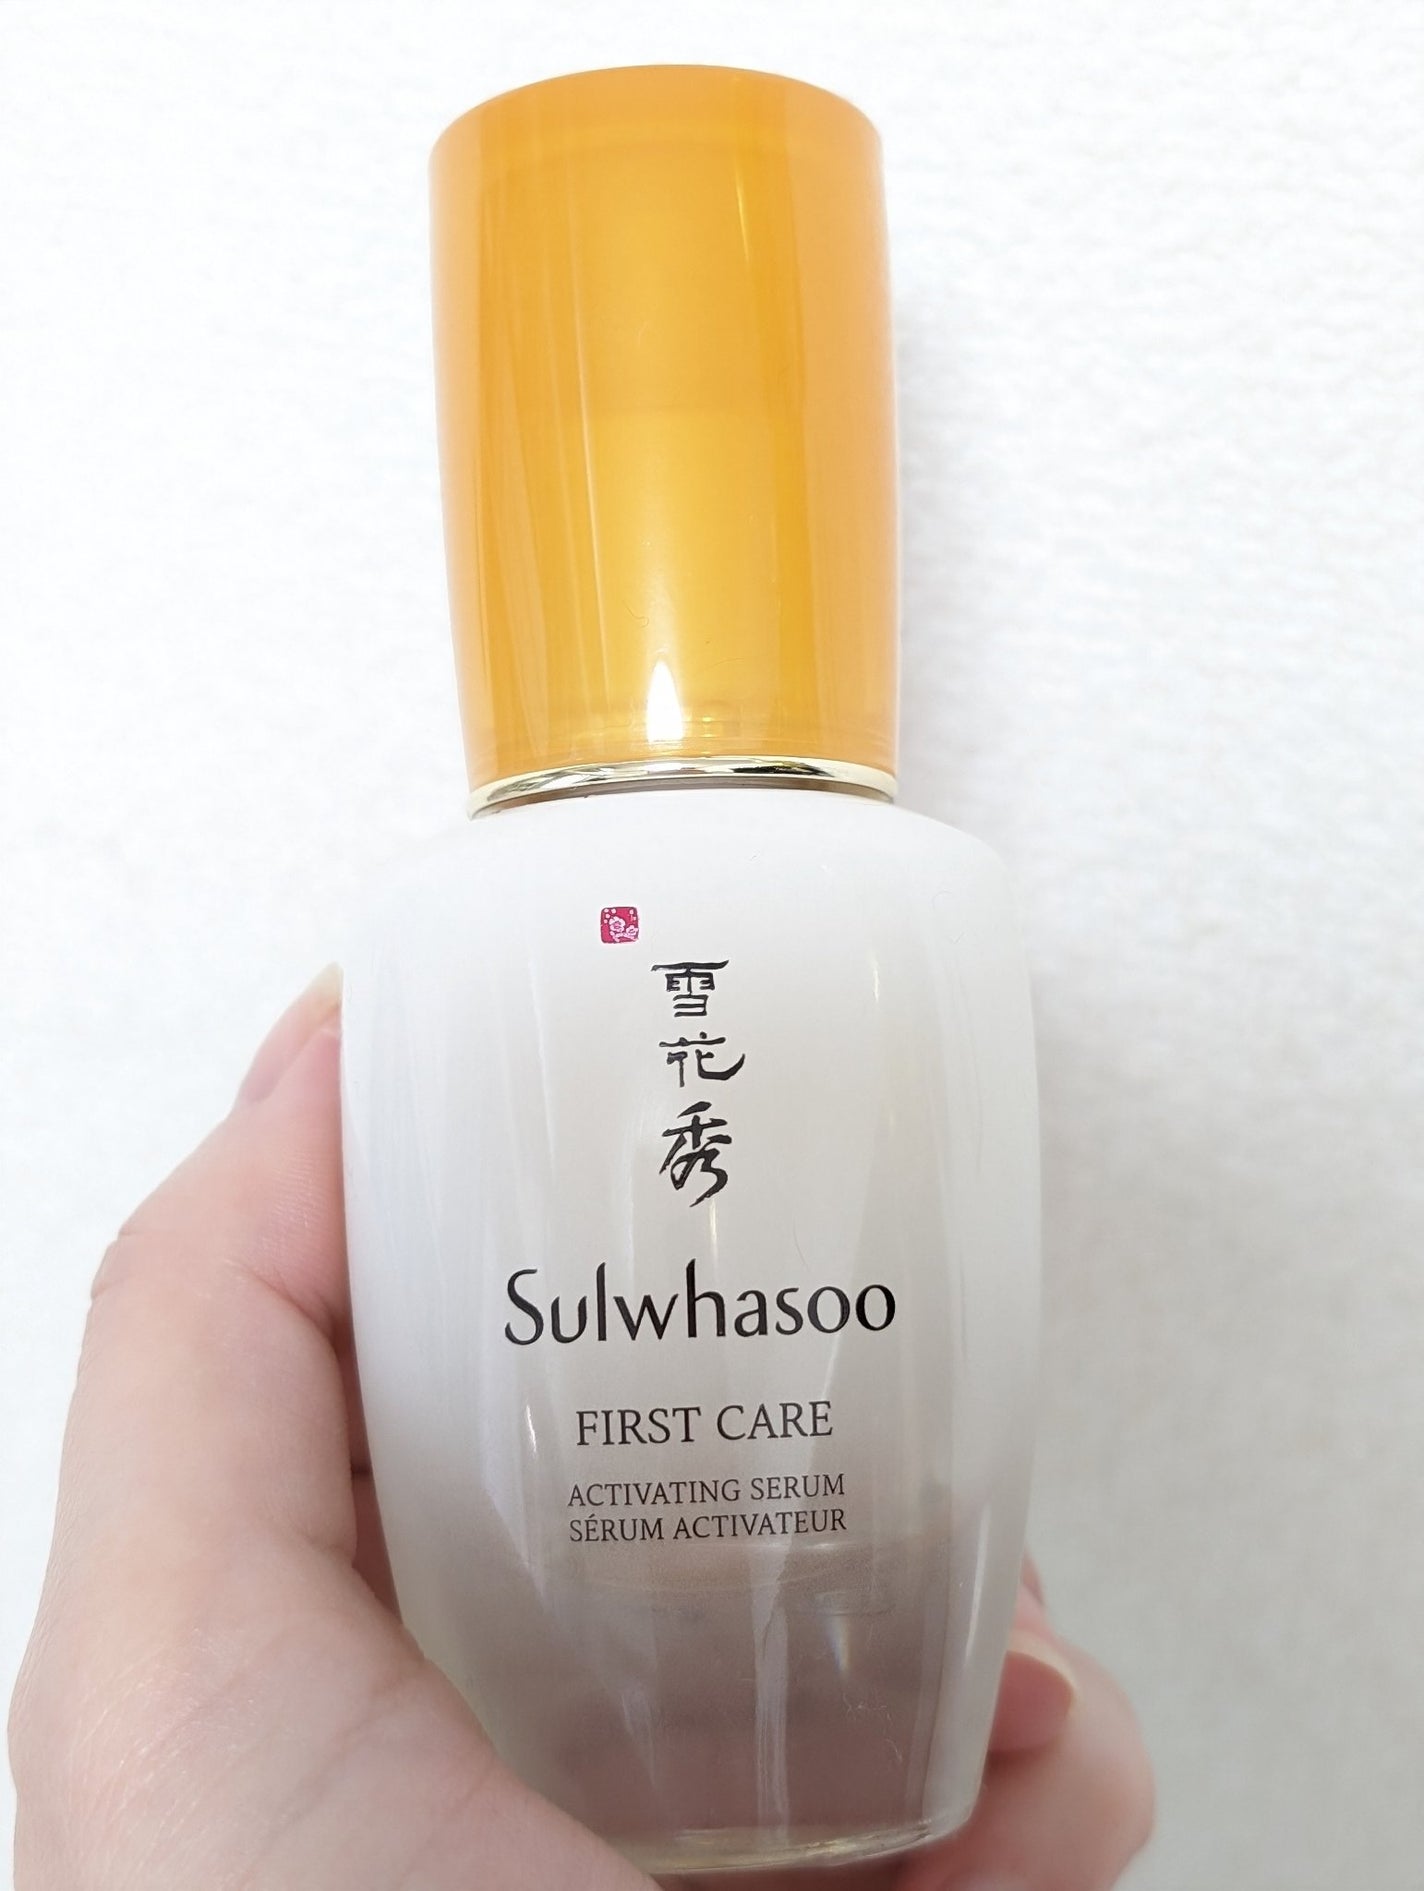 雪
花
秀
Sulwhasoo
FIRST CARE
ACTIVATING SERUM
SÉRUM ACTIVATEUR